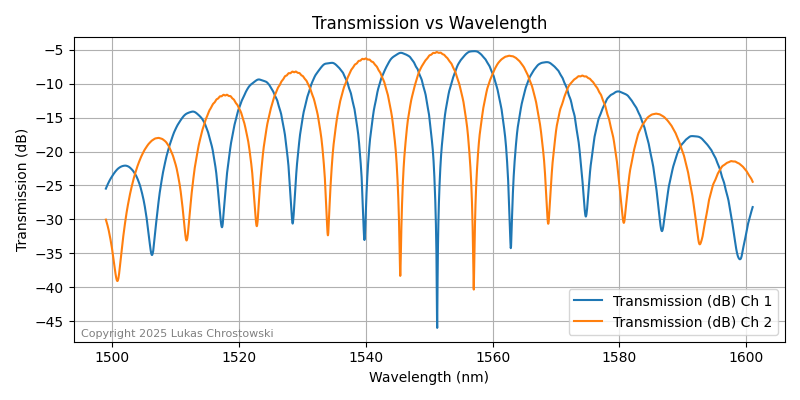 Transmission vs Wavelength
Transmission (dB)
−5
−10
−15
−20
−25
−30
−35
−40
−45
Transmission (dB) Ch 1
Transmission (dB) Ch 2
Copyright 2025 Lukas Chrostowski
1500
1520
1540
1560
1580
1600
Wavelength (nm)